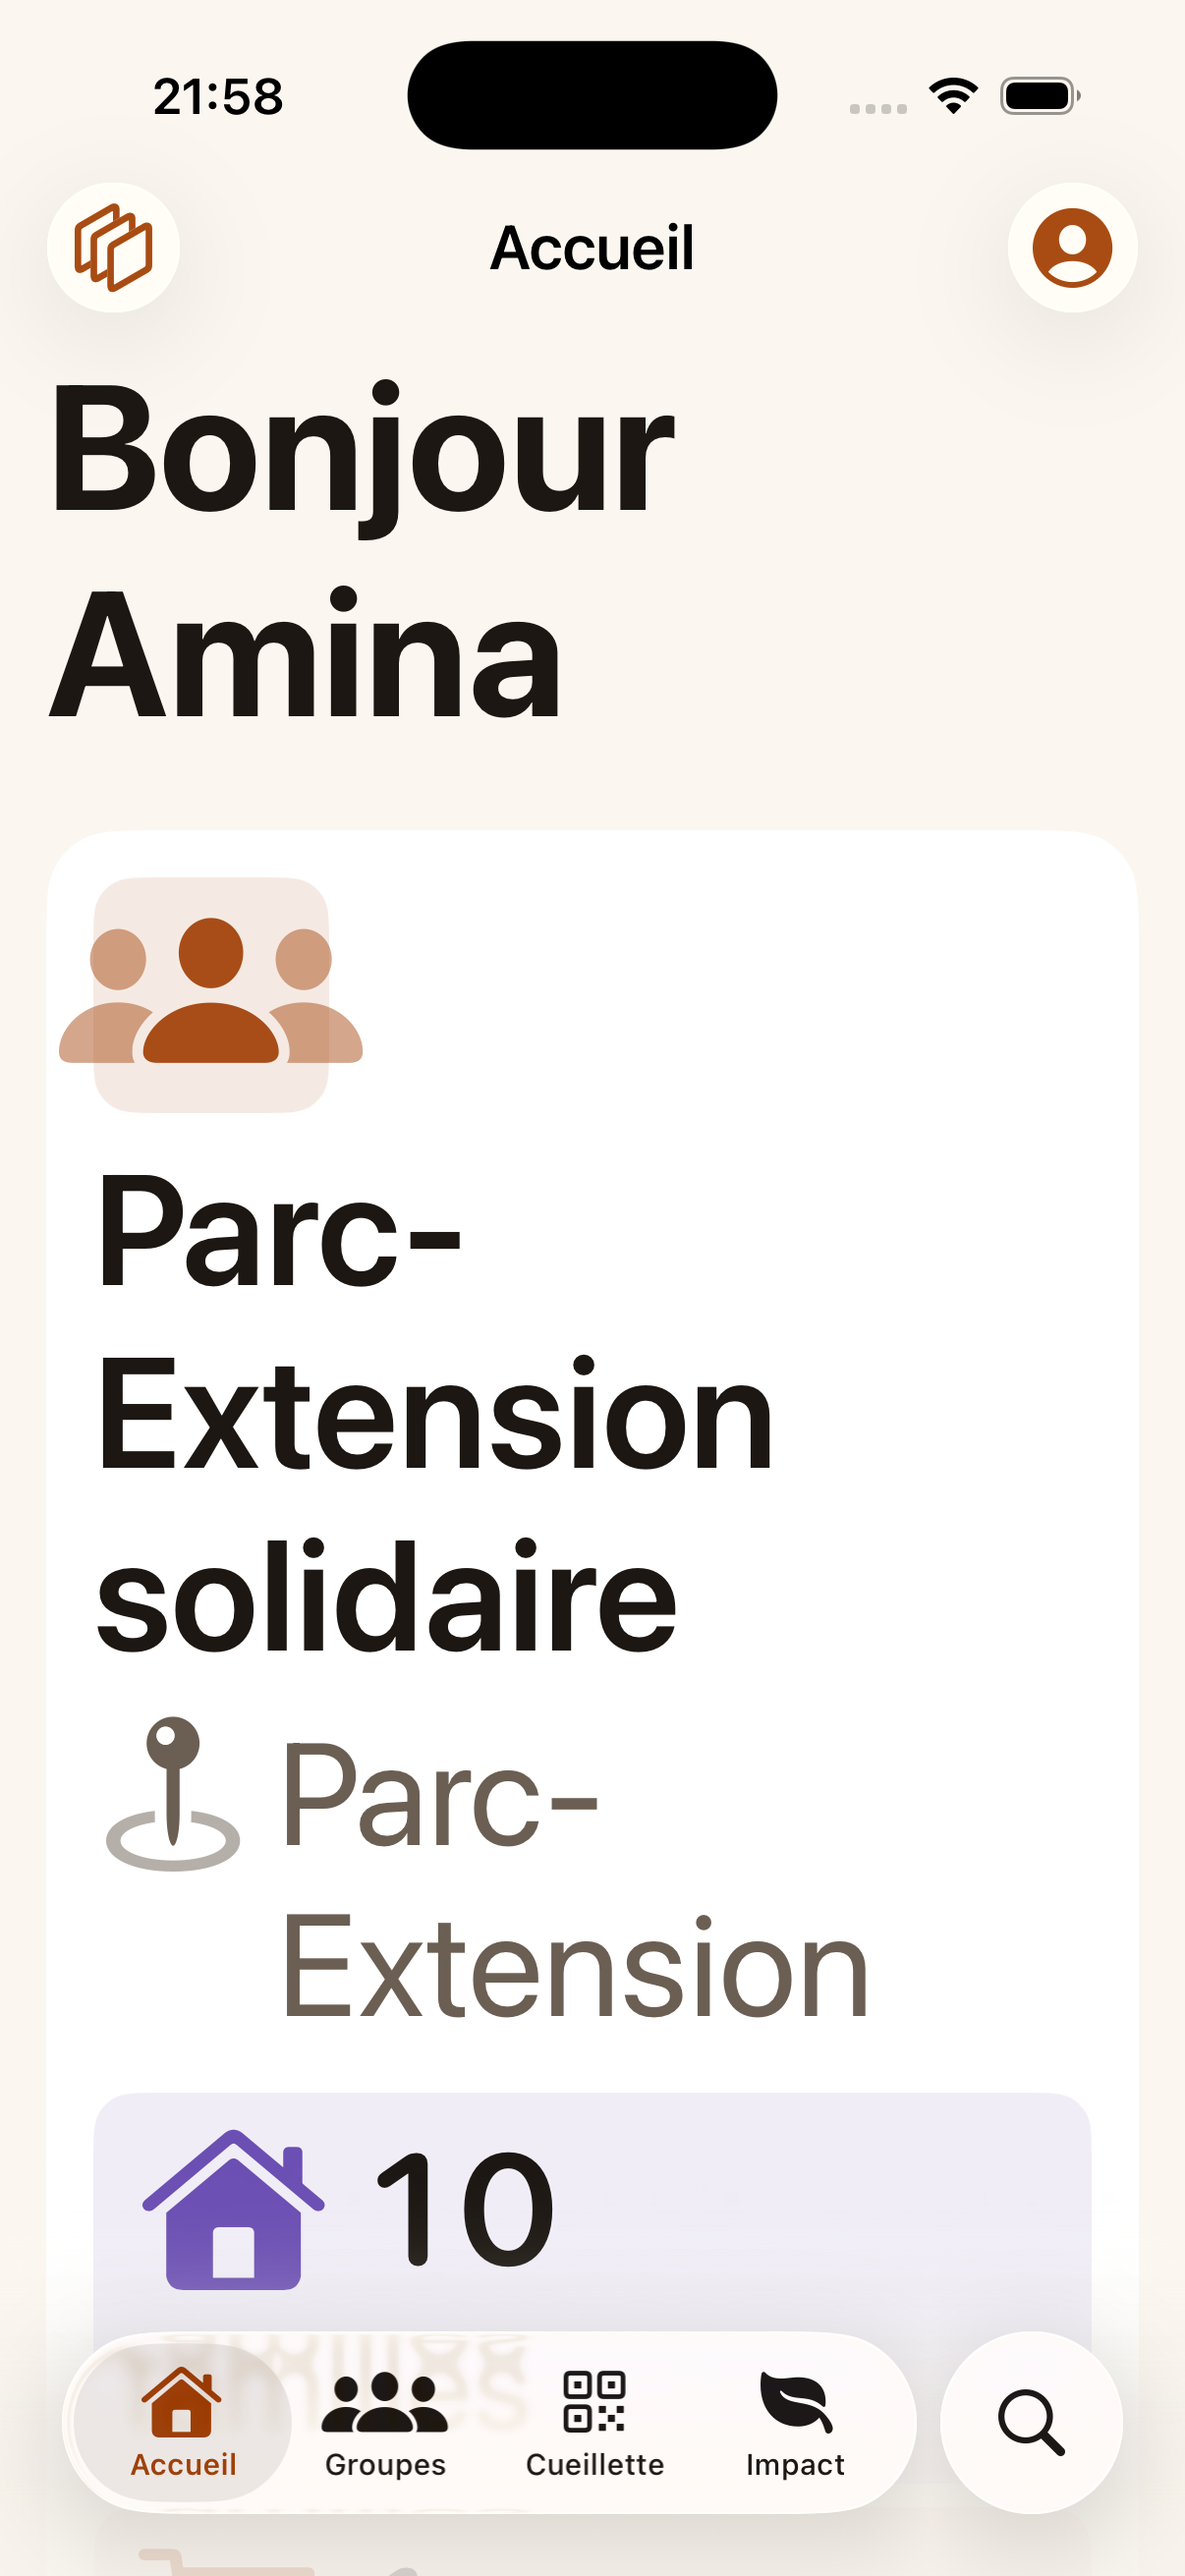 21:58
Accueil
Bonjour
Amina
Parc-
Extension
solidaire
Parc-
Extension
10
Accueil
Groupes
Cueillette
Impact